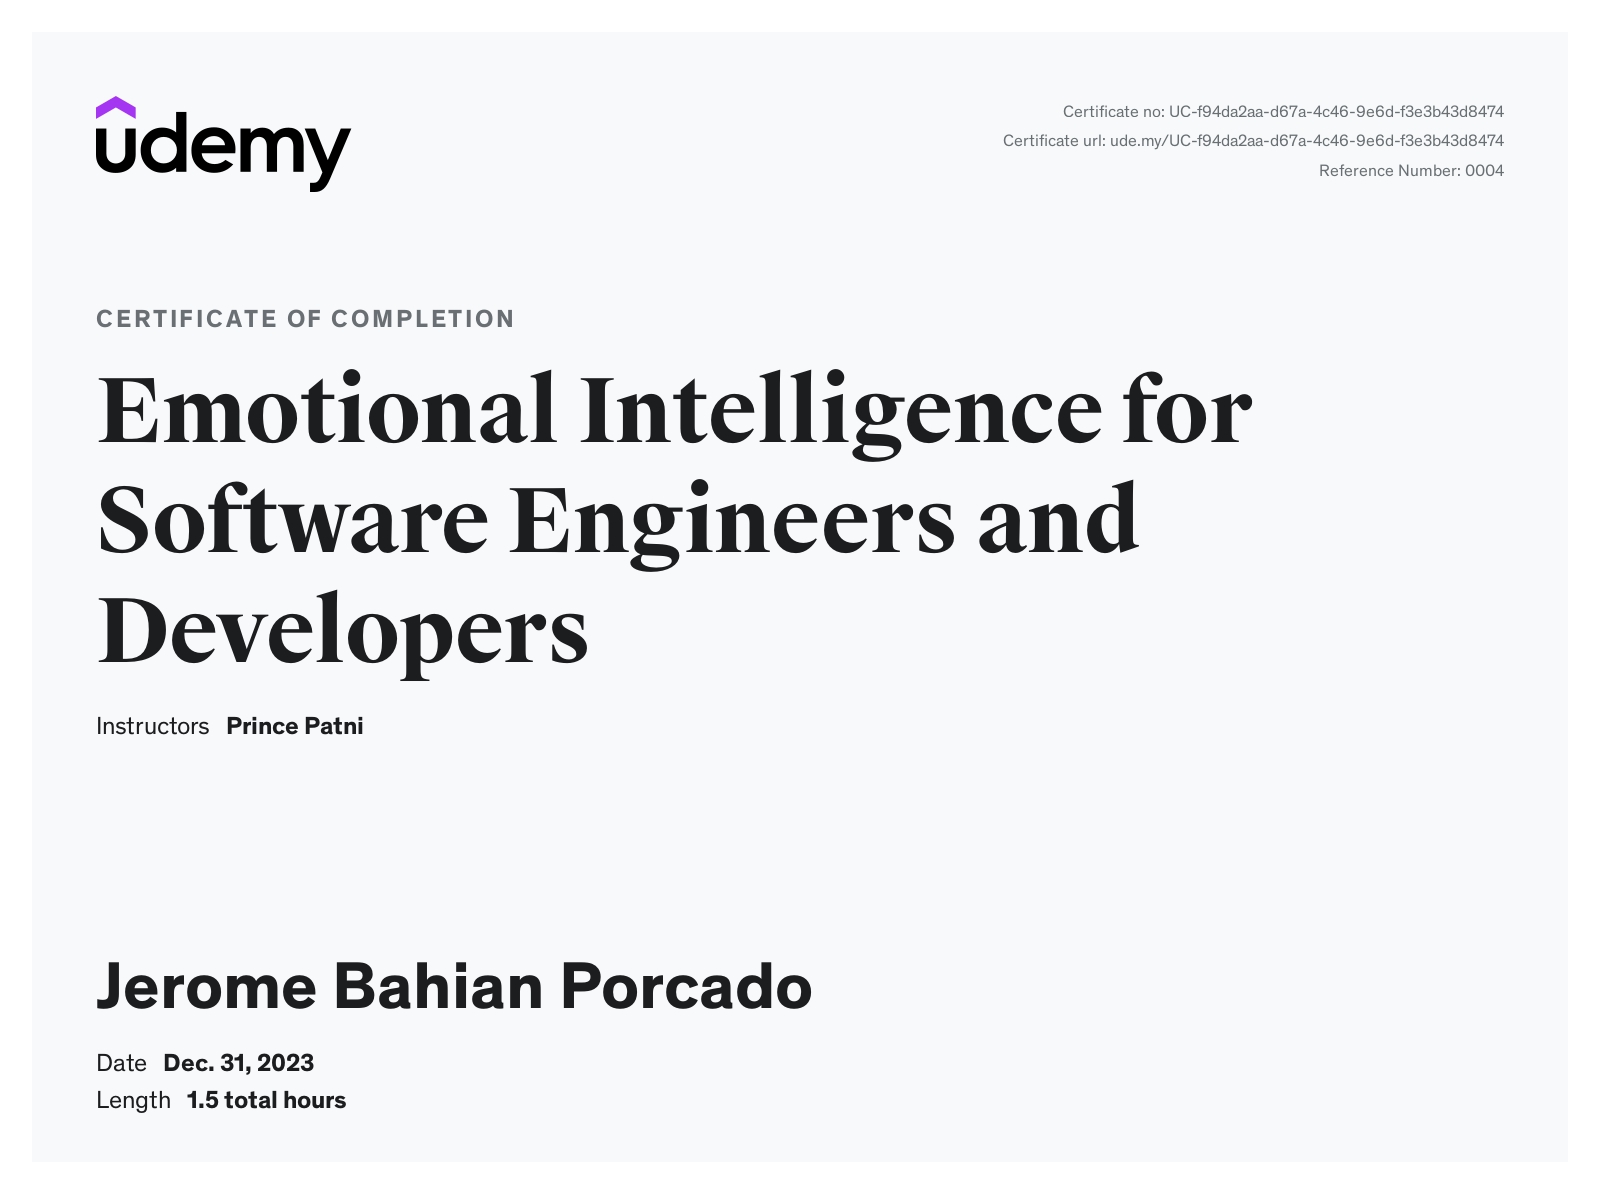 udemy
Certificate no: UC-f94da2aa-d67a-4c46-9e6d-f3e3b43d8474
Certificate url: ude.my/UC-f94da2aa-d67a-4c46-9e6d-f3e3b43d8474
Reference Number: 0004
CERTIFICATE OF COMPLETION
Emotional Intelligence for
Software Engineers and
Developers
Instructors Prince Patni
Jerome Bahian Porcado
Date Dec. 31, 2023
Length 1.5 total hours